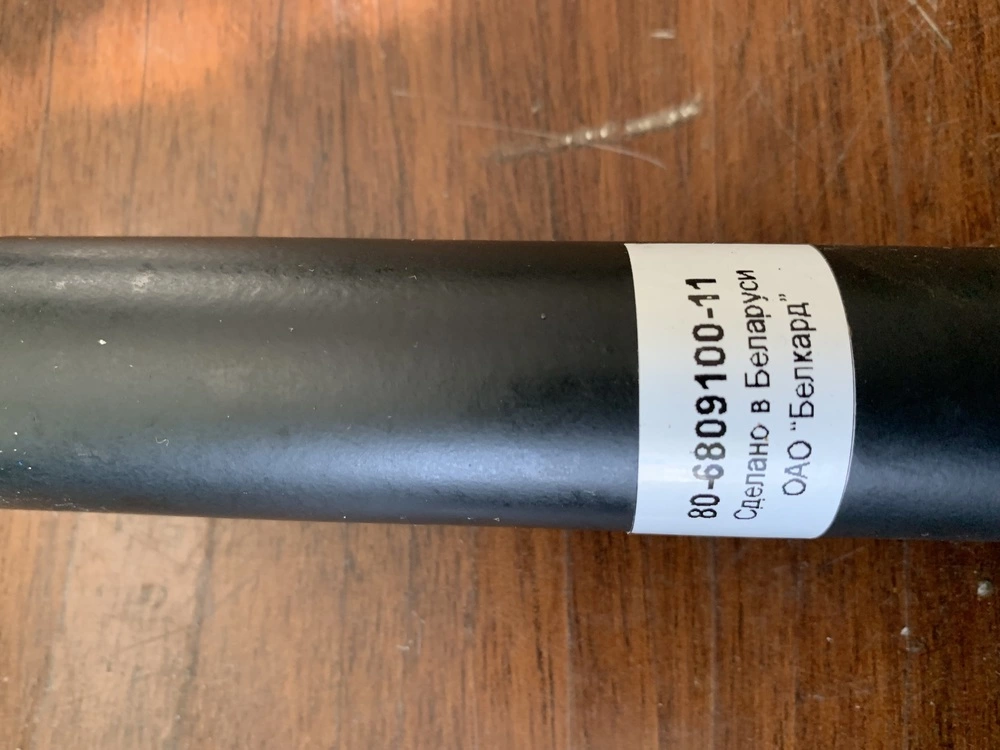 80-6809100-11
Сделано в Беларуси
ОАО "Белкард"